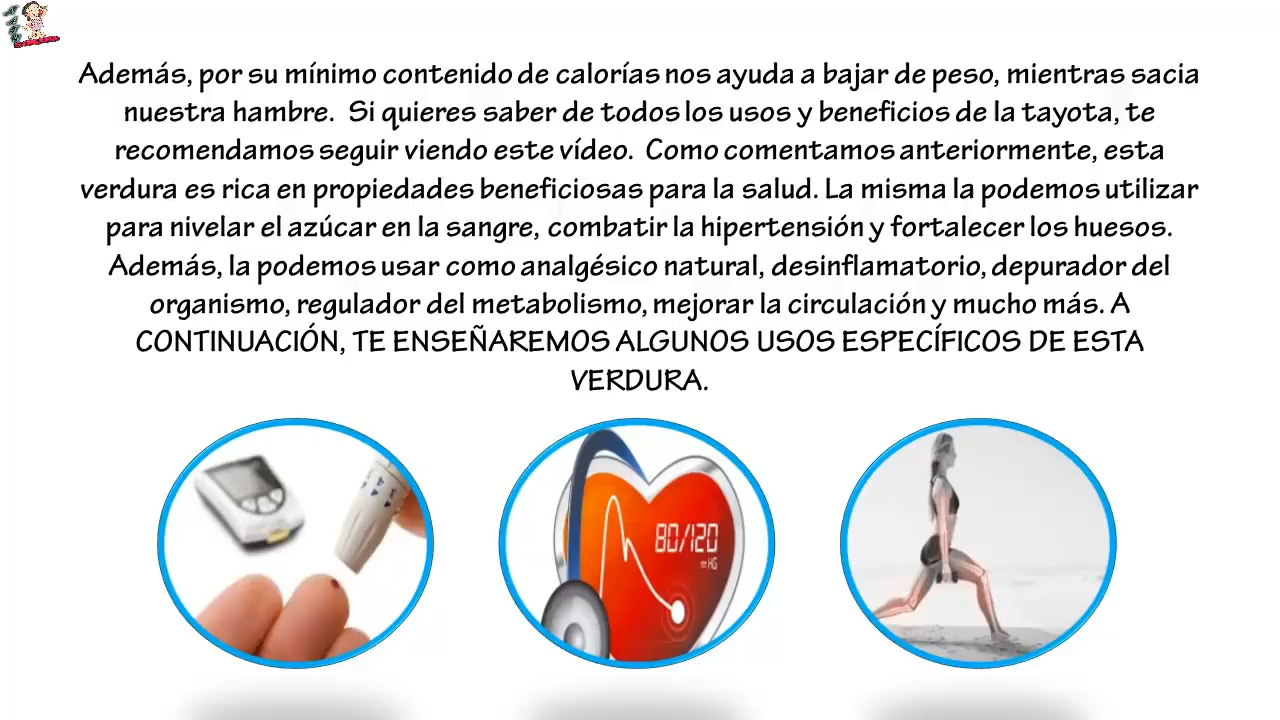 Además, por su mínimo contenido de calorías nos ayuda a bajar de peso, mientras sacia
nuestra hambre. Si quieres saber de todos los usos y beneficios de la tayota, te
recomendamos seguir viendo este vídeo. Como comentamos anteriormente, esta
verdura es rica en propiedades beneficiosas para la salud. La misma la podemos utilizar
para nivelar el azúcar en la sangre, combatir la hipertensión y fortalecer los huesos.
Además, la podemos usar como analgésico natural, desinflamatorio, depurador del
organismo, regulador del metabolismo, mejorar la circulación y mucho más. A
CONTINUACIÓN, TE ENSEÑAREMOS ALGUNOS USOS ESPECÍFICOS DE ESTA
VERDURA.
80/120
mHG